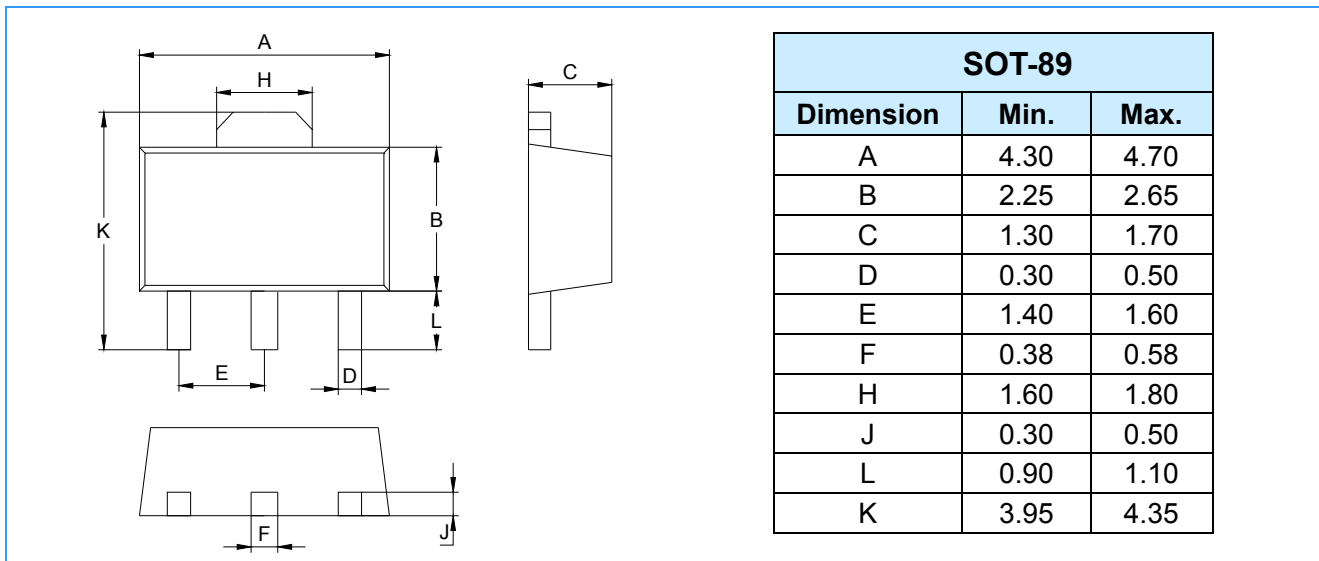 A
H
K
B
L
E
D
F
J
C
SOT-89
Dimension Min. Max.
A 4.30 4.70
B 2.25 2.65
C 1.30 1.70
D 0.30 0.50
E 1.40 1.60
F 0.38 0.58
H 1.60 1.80
J 0.30 0.50
L 0.90 1.10
K 3.95 4.35